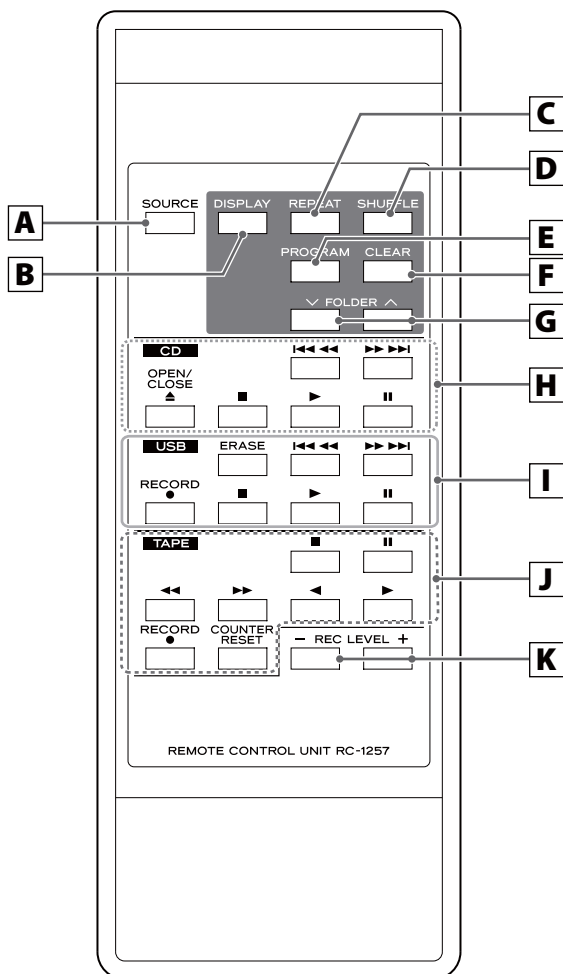 C
D
SOURCE DISPLAY REPEAT SHUFFLE
A
E
PROGRAM CLEAR
B
F
FOLDER
G
CD
OPEN/
CLOSE
H
USB ERASE
I
RECORD
TAPE
J
RECORD COUNTER
RESET
− REC LEVEL +
K
REMOTE CONTROL UNIT RC-1257